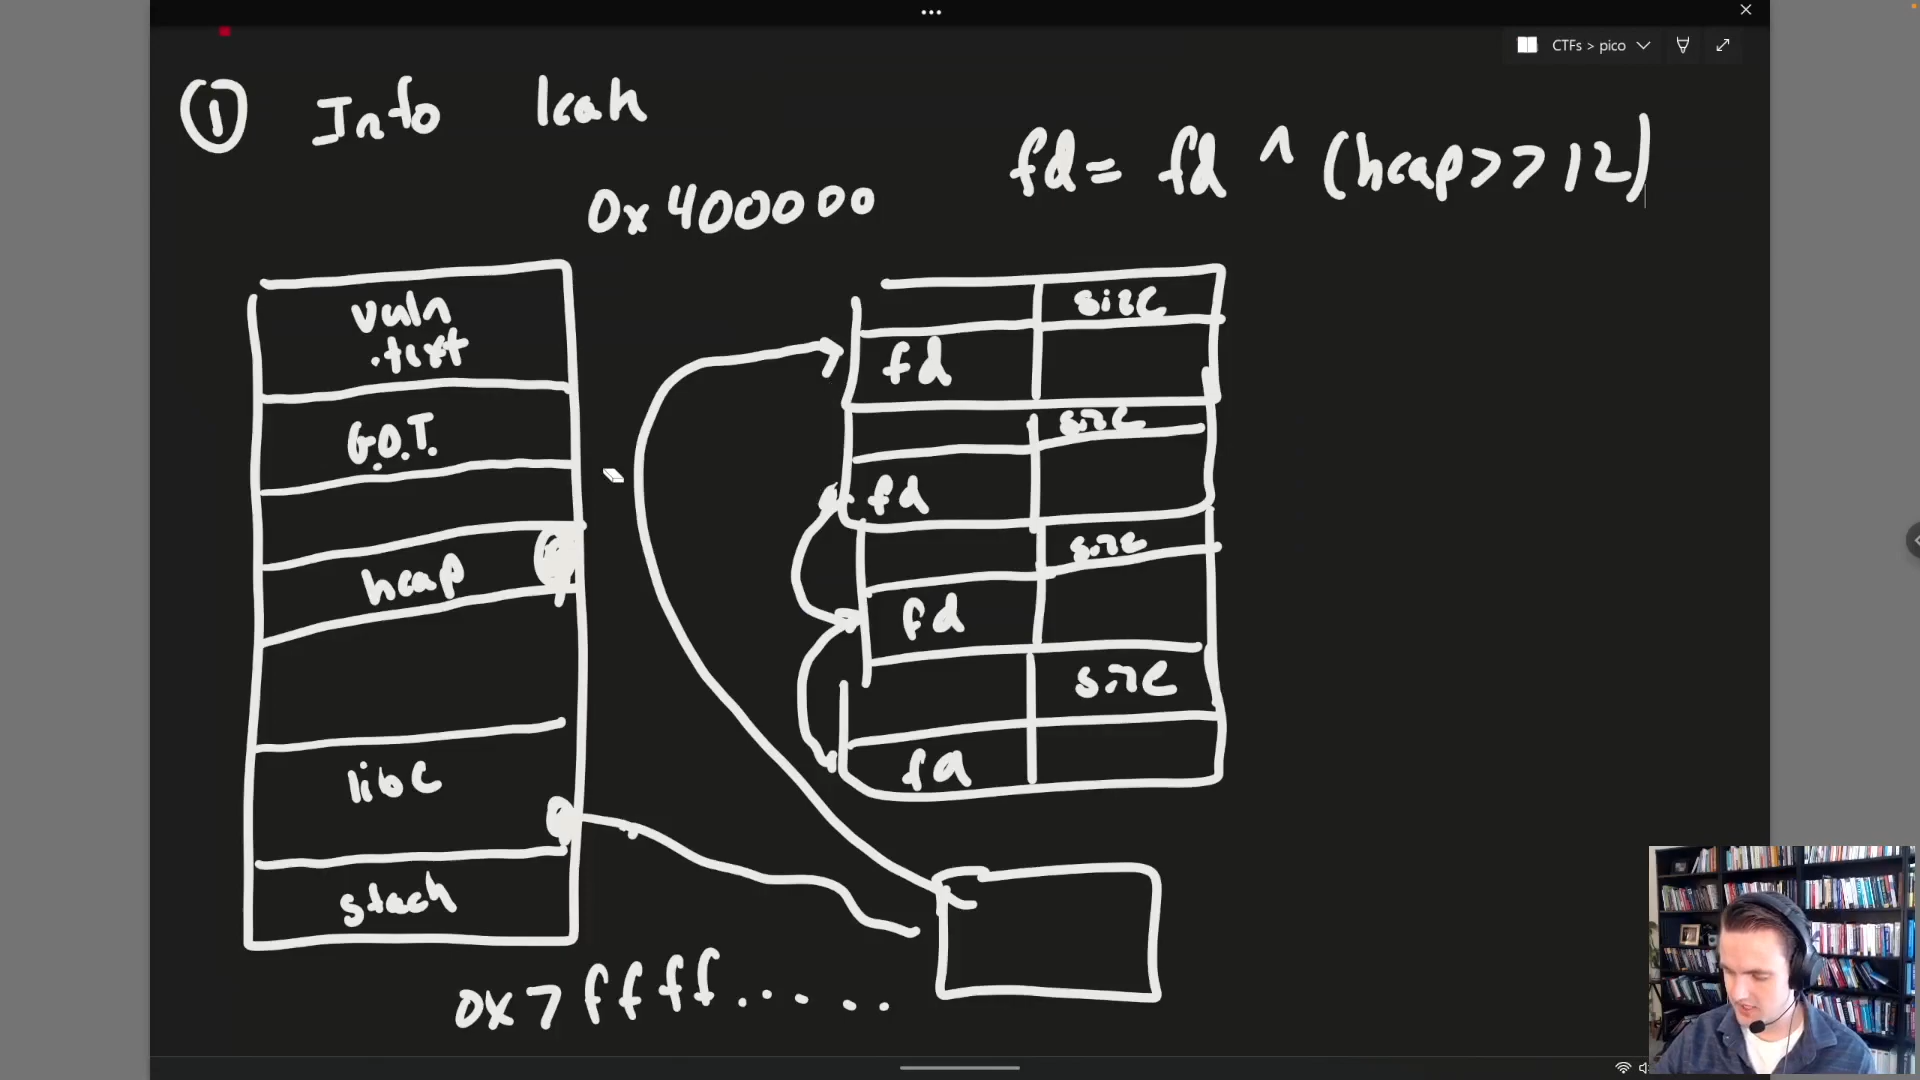 CTFs > pico
① Info leak
fd = fd ^ (heap>>12)
0x400000
vuln
.text
G.O.T.
heap
libc
stack
0x7ffff.....
size
fd
size
fd
size
fd
size
fd